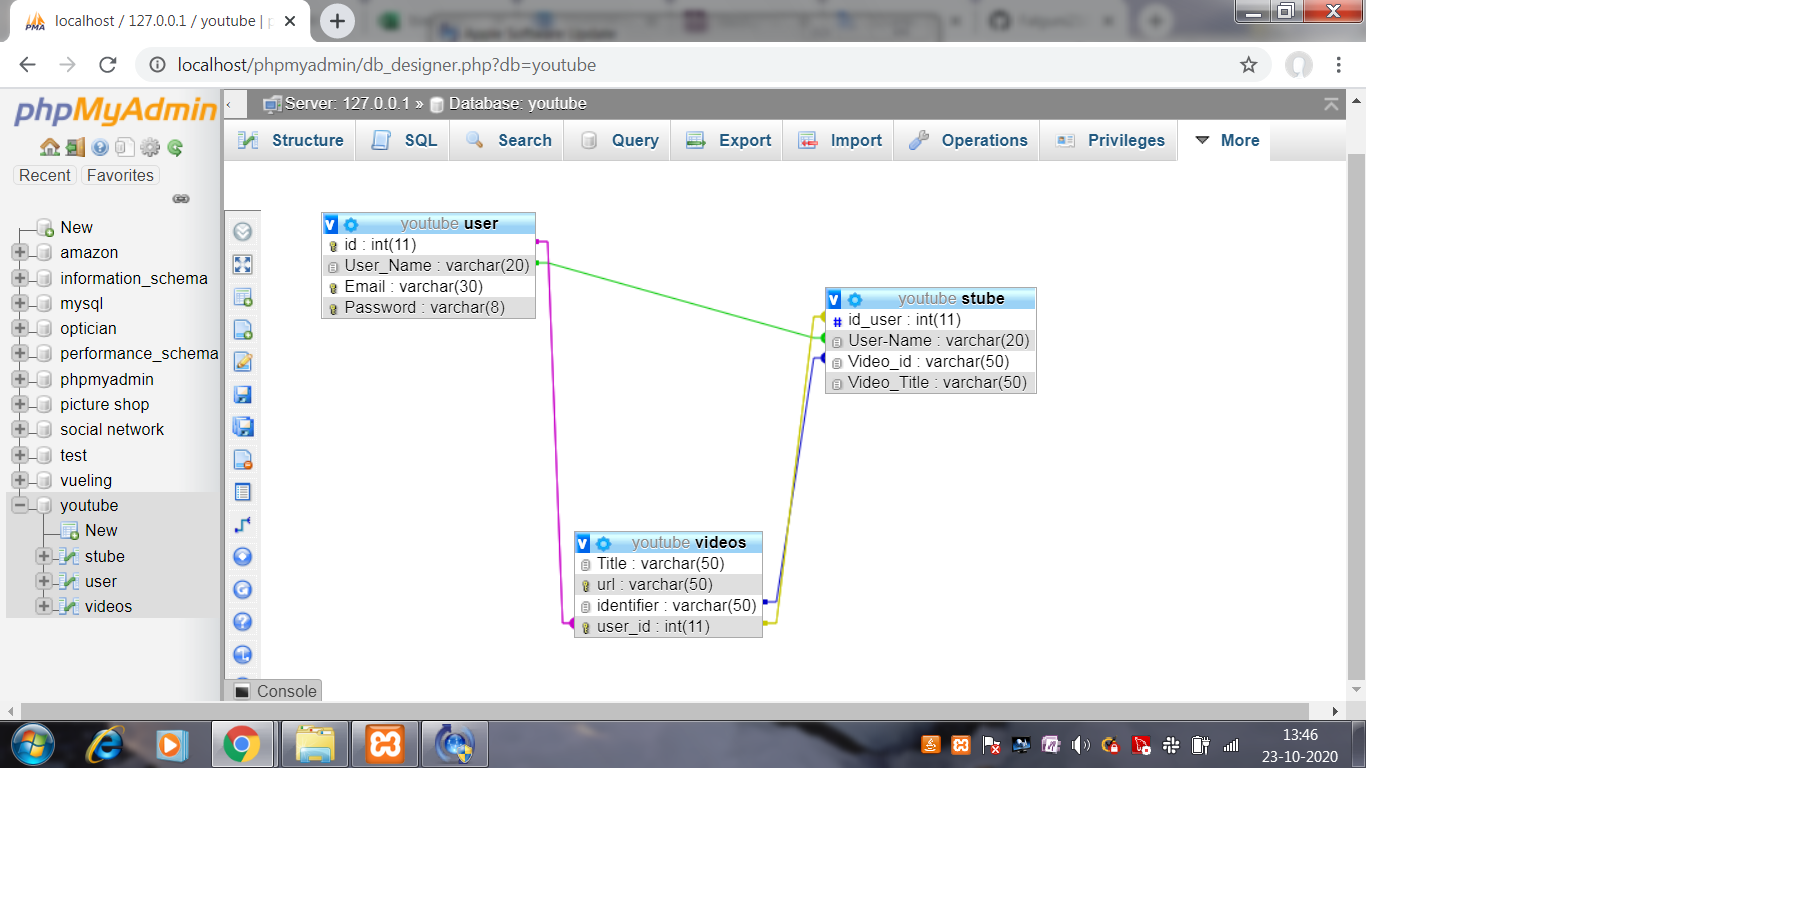 localhost / 127.0.0.1 / youtube | p
Apple Software Update
localhost/phpmyadmin/db_designer.php?db=youtube
phpMyAdmin
Recent Favorites
New
amazon
information_schema
mysql
optician
performance_schema
phpmyadmin
picture shop
social network
test
vueling
youtube
New
stube
user
videos
Server: 127.0.0.1 » Database: youtube
Structure SQL Search Query Export Import Operations Privileges More
youtube user
id : int(11)
User_Name : varchar(20)
Email : varchar(30)
Password : varchar(8)
youtube stube
id_user : int(11)
User-Name : varchar(20)
Video_id : varchar(50)
Video_Title : varchar(50)
youtube videos
Title : varchar(50)
url : varchar(50)
identifier : varchar(50)
user_id : int(11)
Console
13:46
23-10-2020